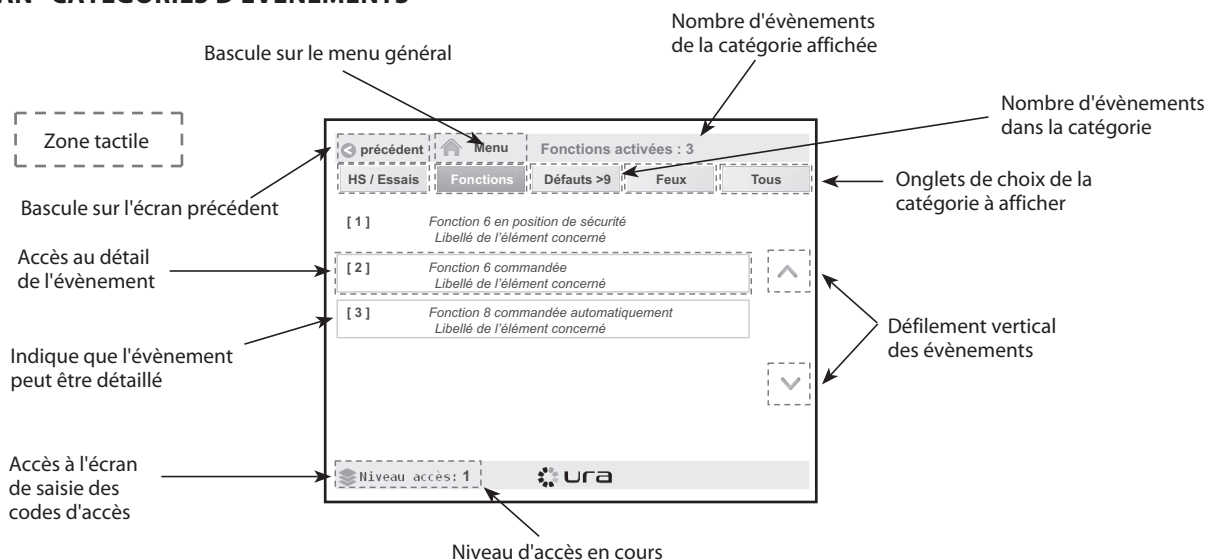 Nombre d'évènements
de la catégorie affichée
Bascule sur le menu général
Nombre d'évènements
dans la catégorie
Zone tactile
précédent
Menu
Fonctions activées : 3
HS / Essais
Fonctions
Défauts >9
Feux
Tous
Onglets de choix de la
catégorie à afficher
Bascule sur l'écran précédent
[ 1 ] Fonction 6 en position de sécurité
Libellé de l'élément concerné
Accès au détail
de l'évènement
[ 2 ] Fonction 6 commandée
Libellé de l'élément concerné
[ 3 ] Fonction 8 commandée automatiquement
Libellé de l'élément concerné
Défilement vertical
des évènements
Indique que l'évènement
peut être détaillé
Accès à l'écran
de saisie des
codes d'accès
Niveau accès: 1
ura
Niveau d'accès en cours